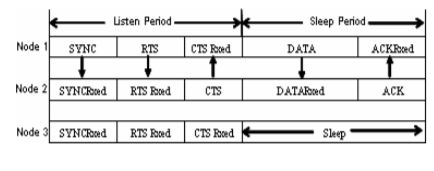 Listen Period Sleep Period
Node 1 SYNC RTS CTS Rxed DATA ACKRxed
Node 2 SYNCRxed RTS Rxed CTS DATARxed ACK
Node 3 SYNCRxed RTS Rxed CTS Rxed Sleep